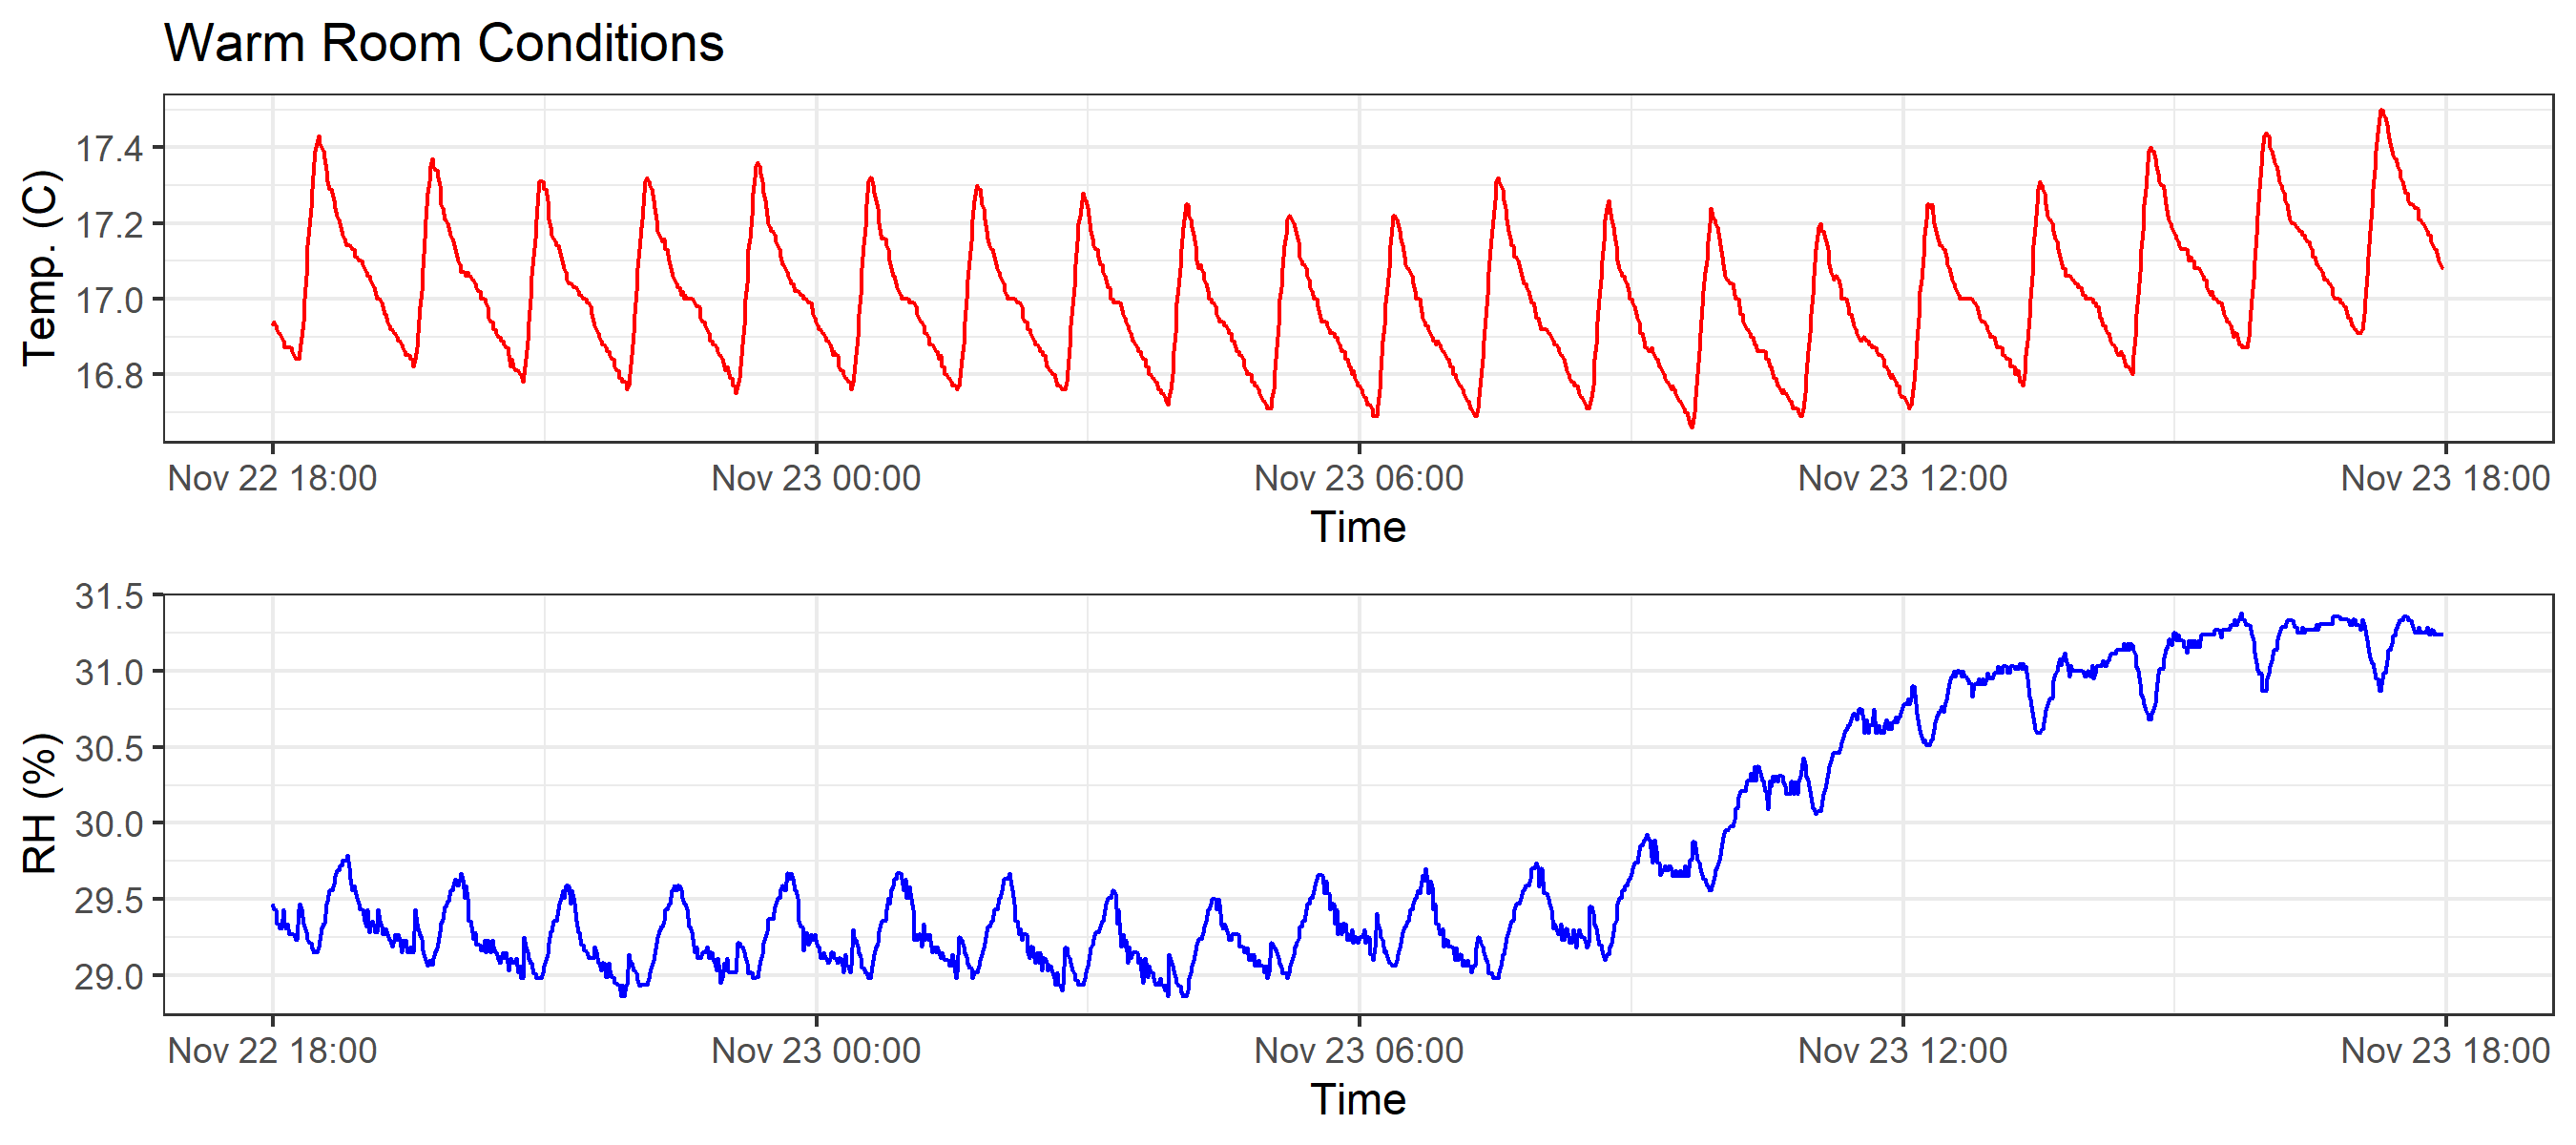 Warm Room Conditions
Temp. (C)
17.4
17.2
17.0
16.8
Nov 22 18:00 Nov 23 00:00 Nov 23 06:00 Nov 23 12:00 Nov 23 18:00
Time
RH (%)
31.5
31.0
30.5
30.0
29.5
29.0
Nov 22 18:00 Nov 23 00:00 Nov 23 06:00 Nov 23 12:00 Nov 23 18:00
Time